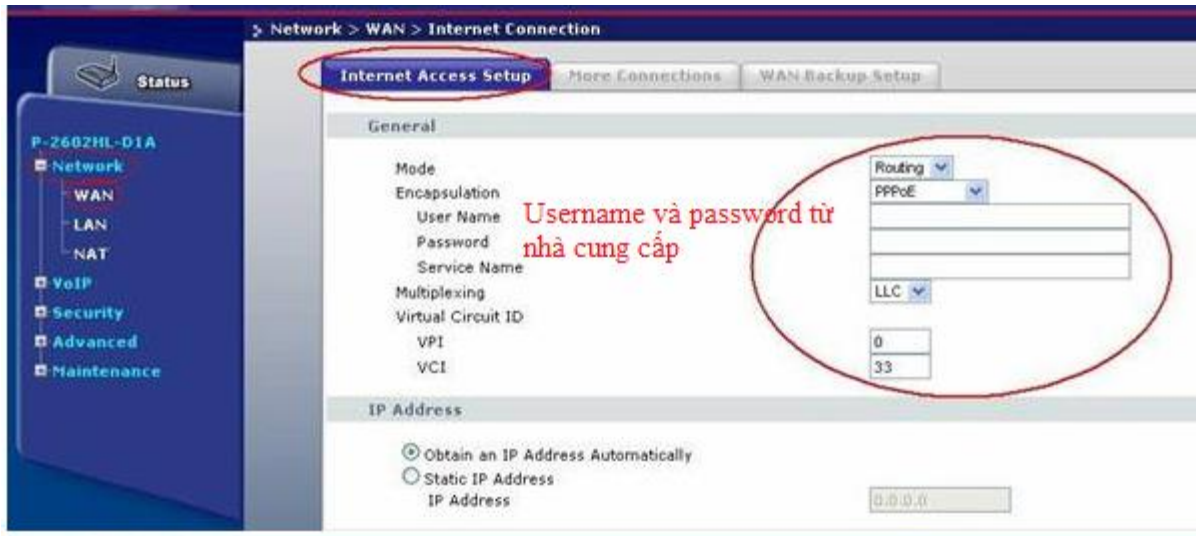 > Network > WAN > Internet Connection
Status
P-2602HL-D1A
Network
WAN
LAN
NAT
VoIP
Security
Advanced
Maintenance
Internet Access Setup More Connections WAN Backup Setup
General
Mode Routing
Encapsulation PPPoE
User Name
Password
Service Name
Username và password từ
nhà cung cấp
Multiplexing LLC
Virtual Circuit ID
VPI 0
VCI 33
IP Address
Obtain an IP Address Automatically
Static IP Address
IP Address 0.0.0.0